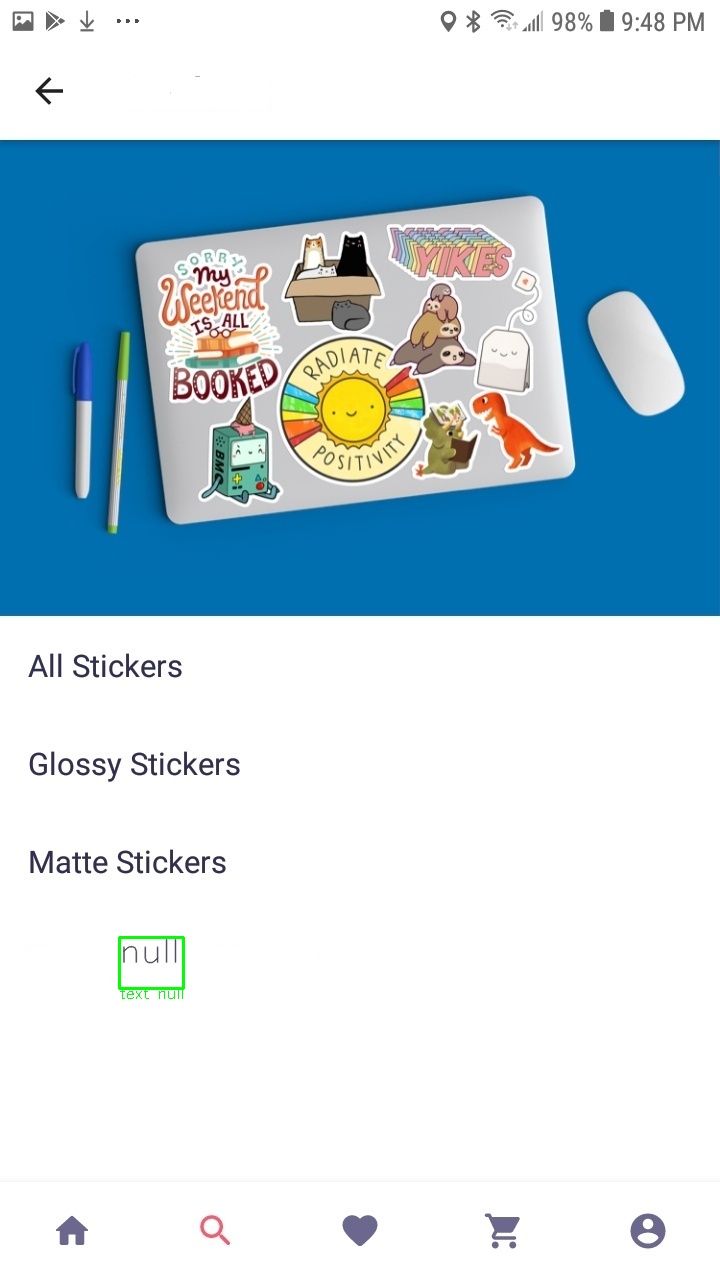 98% 9:48 PM
SORRY,
My
Weekend
IS ALL
BOOKED
YIKES
RADIATE
POSITIVITY
BMO
All Stickers
Glossy Stickers
Matte Stickers
null
text null